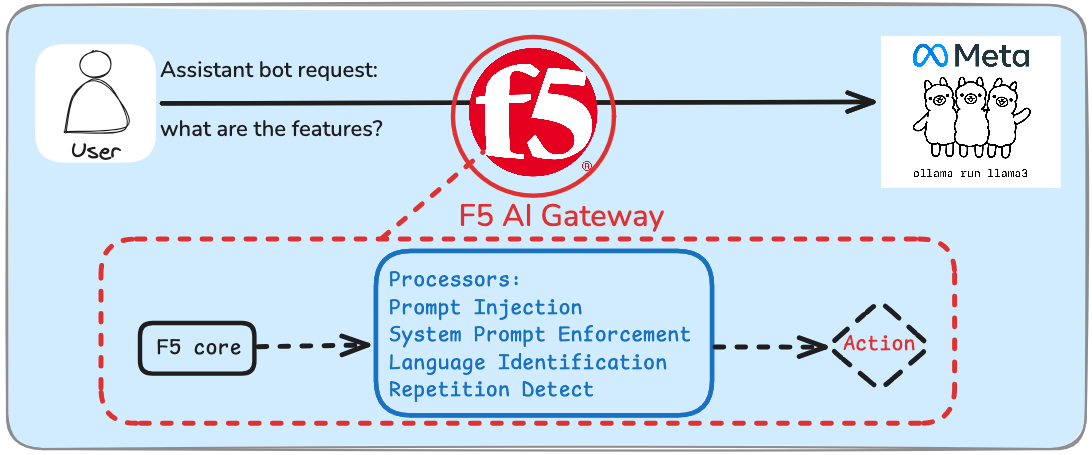 Assistant bot request:
what are the features?
User
f5
®
F5 AI Gateway
Meta
ollama run llama3
Processors:
Prompt Injection
System Prompt Enforcement
Language Identification
Repetition Detect
F5 core
Action